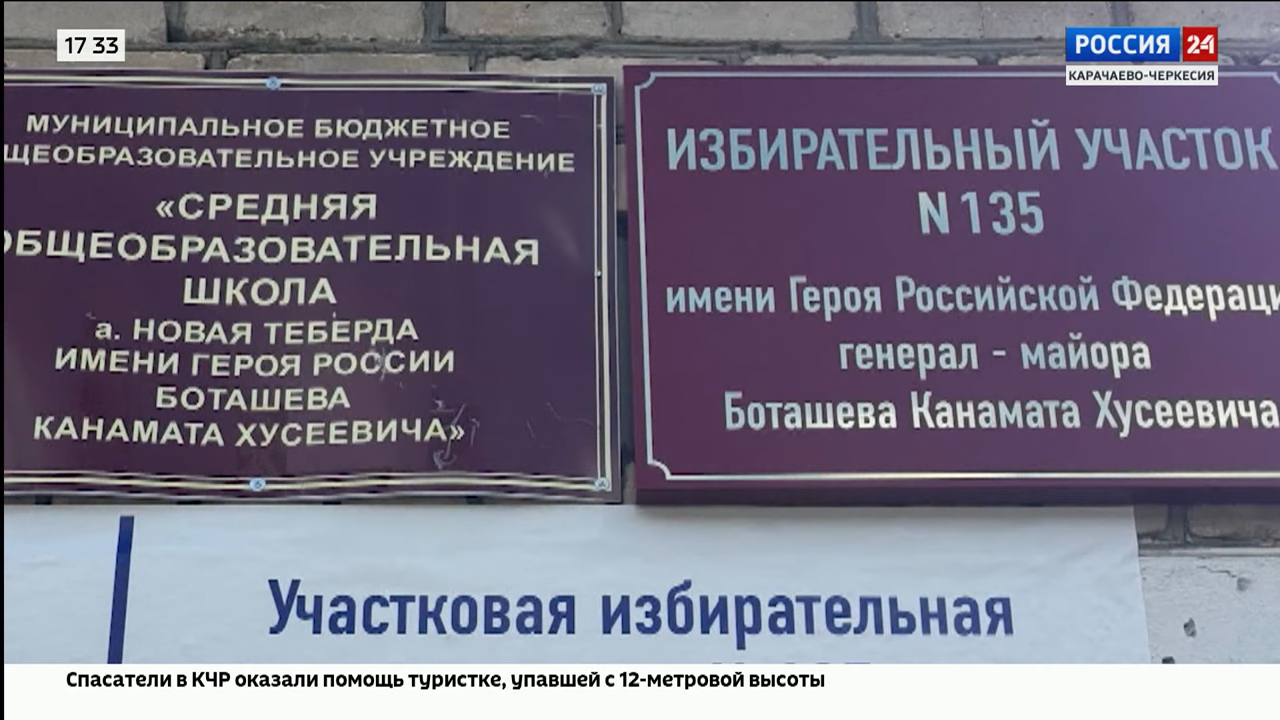 17 33
РОССИЯ 24
КАРАЧАЕВО-ЧЕРКЕСИЯ
МУНИЦИПАЛЬНОЕ БЮДЖЕТНОЕ
ЩЕОБРАЗОВАТЕЛЬНОЕ УЧРЕЖДЕНИЕ
«СРЕДНЯЯ
ОБЩЕОБРАЗОВАТЕЛЬНАЯ
ШКОЛА
а. НОВАЯ ТЕБЕРДА
ИМЕНИ ГЕРОЯ РОССИИ
БОТАШЕВА
КАНАМАТА ХУСЕЕВИЧА»
ИЗБИРАТЕЛЬНЫЙ УЧАСТОК
N 135
имени Героя Российской Федераци
генерал - майора
Боташева Канамата Хусеевича
Участковая избирательная
Спасатели в КЧР оказали помощь туристке, упавшей с 12-метровой высоты